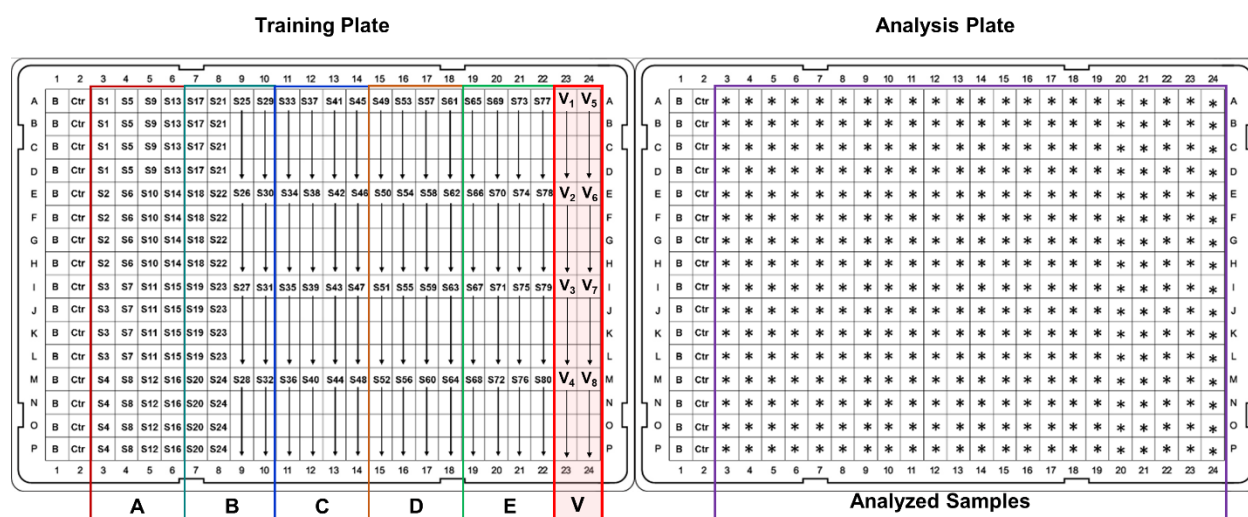 Training Plate
1 2 3 4 5 6 7 8 9 10 11 12 13 14 15 16 17 18 19 20 21 22 23 24
A B Ctr S1 S5 S9 S13 S17 S21 S25 S29 S33 S37 S41 S45 S49 S53 S57 S61 S65 S69 S73 S77 V₁ V₅ A
B B Ctr S1 S5 S9 S13 S17 S21 B
C B Ctr S1 S5 S9 S13 S17 S21 C
D B Ctr S1 S5 S9 S13 S17 S21 D
E B Ctr S2 S6 S10 S14 S18 S22 S26 S30 S34 S38 S42 S46 S50 S54 S58 S62 S66 S70 S74 S78 V₂ V₆ E
F B Ctr S2 S6 S10 S14 S18 S22 F
G B Ctr S2 S6 S10 S14 S18 S22 G
H B Ctr S2 S6 S10 S14 S18 S22 H
I B Ctr S3 S7 S11 S15 S19 S23 S27 S31 S35 S39 S43 S47 S51 S55 S59 S63 S67 S71 S75 S79 V₃ V₇ I
J B Ctr S3 S7 S11 S15 S19 S23 J
K B Ctr S3 S7 S11 S15 S19 S23 K
L B Ctr S3 S7 S11 S15 S19 S23 L
M B Ctr S4 S8 S12 S16 S20 S24 S28 S32 S36 S40 S44 S48 S52 S56 S60 S64 S68 S72 S76 S80 V₄ V₈ M
N B Ctr S4 S8 S12 S16 S20 S24 N
O B Ctr S4 S8 S12 S16 S20 S24 O
P B Ctr S4 S8 S12 S16 S20 S24 P
1 2 3 4 5 6 7 8 9 10 11 12 13 14 15 16 17 18 19 20 21 22 23 24
A B C D E V
Analysis Plate
1 2 3 4 5 6 7 8 9 10 11 12 13 14 15 16 17 18 19 20 21 22 23 24
A B Ctr * * * * * * * * * * * * * * * * * * * * * * A
B B Ctr * * * * * * * * * * * * * * * * * * * * * * B
C B Ctr * * * * * * * * * * * * * * * * * * * * * * C
D B Ctr * * * * * * * * * * * * * * * * * * * * * * D
E B Ctr * * * * * * * * * * * * * * * * * * * * * * E
F B Ctr * * * * * * * * * * * * * * * * * * * * * * F
G B Ctr * * * * * * * * * * * * * * * * * * * * * * G
H B Ctr * * * * * * * * * * * * * * * * * * * * * * H
I B Ctr * * * * * * * * * * * * * * * * * * * * * * I
J B Ctr * * * * * * * * * * * * * * * * * * * * * * J
K B Ctr * * * * * * * * * * * * * * * * * * * * * * K
L B Ctr * * * * * * * * * * * * * * * * * * * * * * L
M B Ctr * * * * * * * * * * * * * * * * * * * * * * M
N B Ctr * * * * * * * * * * * * * * * * * * * * * * N
O B Ctr * * * * * * * * * * * * * * * * * * * * * * O
P B Ctr * * * * * * * * * * * * * * * * * * * * * * P
1 2 3 4 5 6 7 8 9 10 11 12 13 14 15 16 17 18 19 20 21 22 23 24
Analyzed Samples